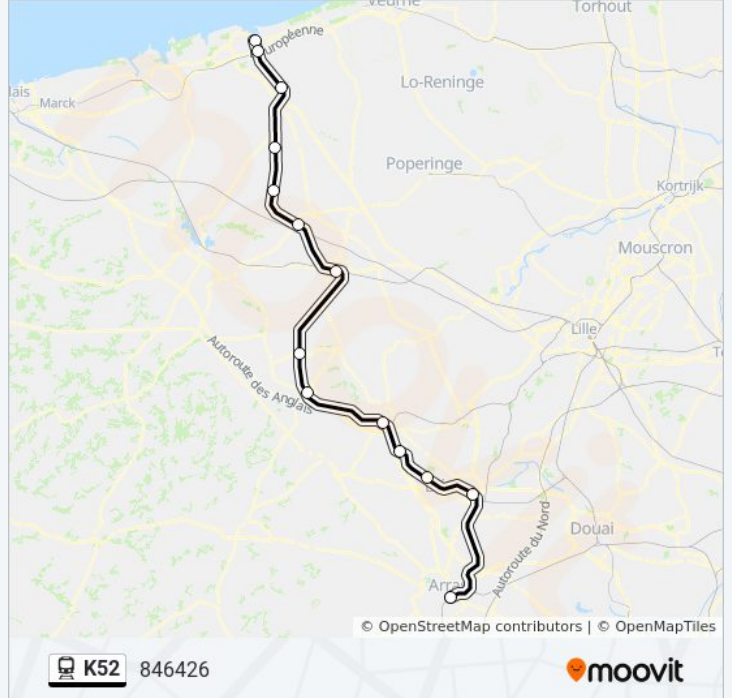 Veurne
Torhout
Européenne
Lo-Reninge
Marck
Poperinge
Kortrijk
Mouscron
Lille
Autoroute des Anglais
Douai
Autoroute du Nord
Arra
© OpenStreetMap contributors | © OpenMapTiles
K52 846426 moovit